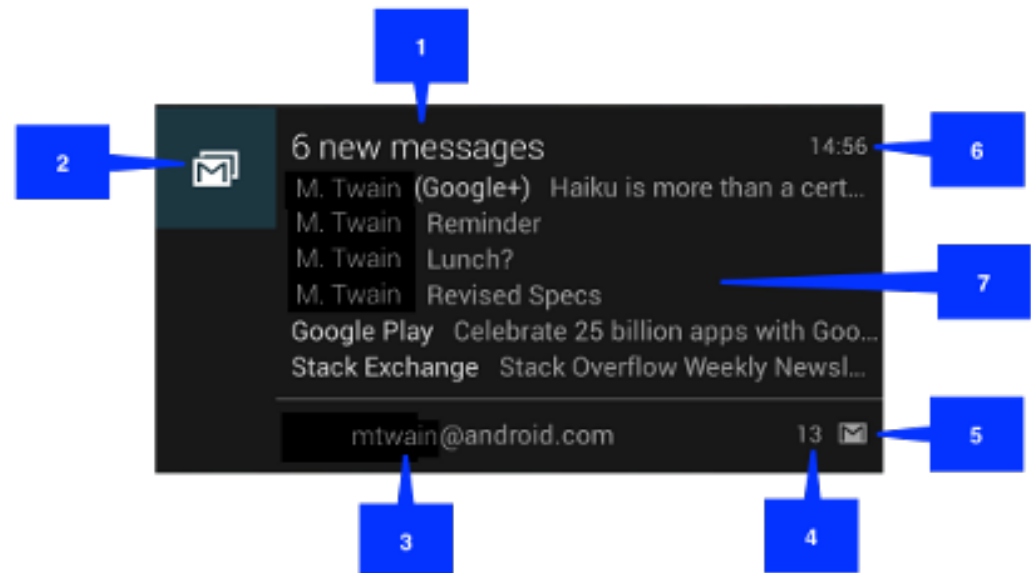 1
2
6 new messages
14:56
6
M. Twain (Google+) Haiku is more than a cert...
M. Twain Reminder
M. Twain Lunch?
7
M. Twain Revised Specs
Google Play Celebrate 25 billion apps with Goo...
Stack Exchange Stack Overflow Weekly Newsl...
mtwain@android.com
13
5
3
4